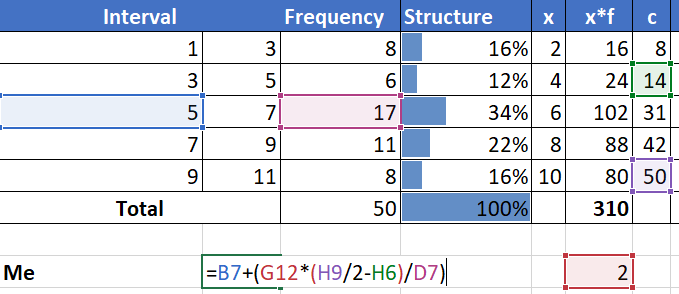 Interval Frequency Structure x x*f c
1 3 8 16% 2 16 8
3 5 6 12% 4 24 14
5 7 17 34% 6 102 31
7 9 11 22% 8 88 42
9 11 8 16% 10 80 50
Total 50 100% 310
Me =B7+(G12*(H9/2-H6)/D7) 2